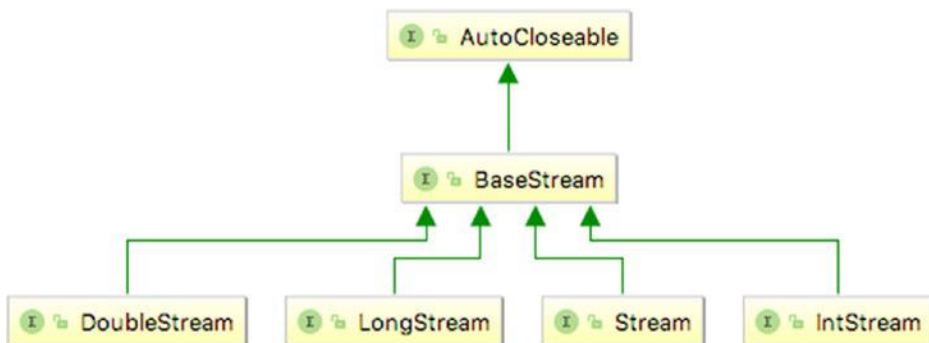 I AutoCloseable
I BaseStream
I DoubleStream
I LongStream
I Stream
I IntStream